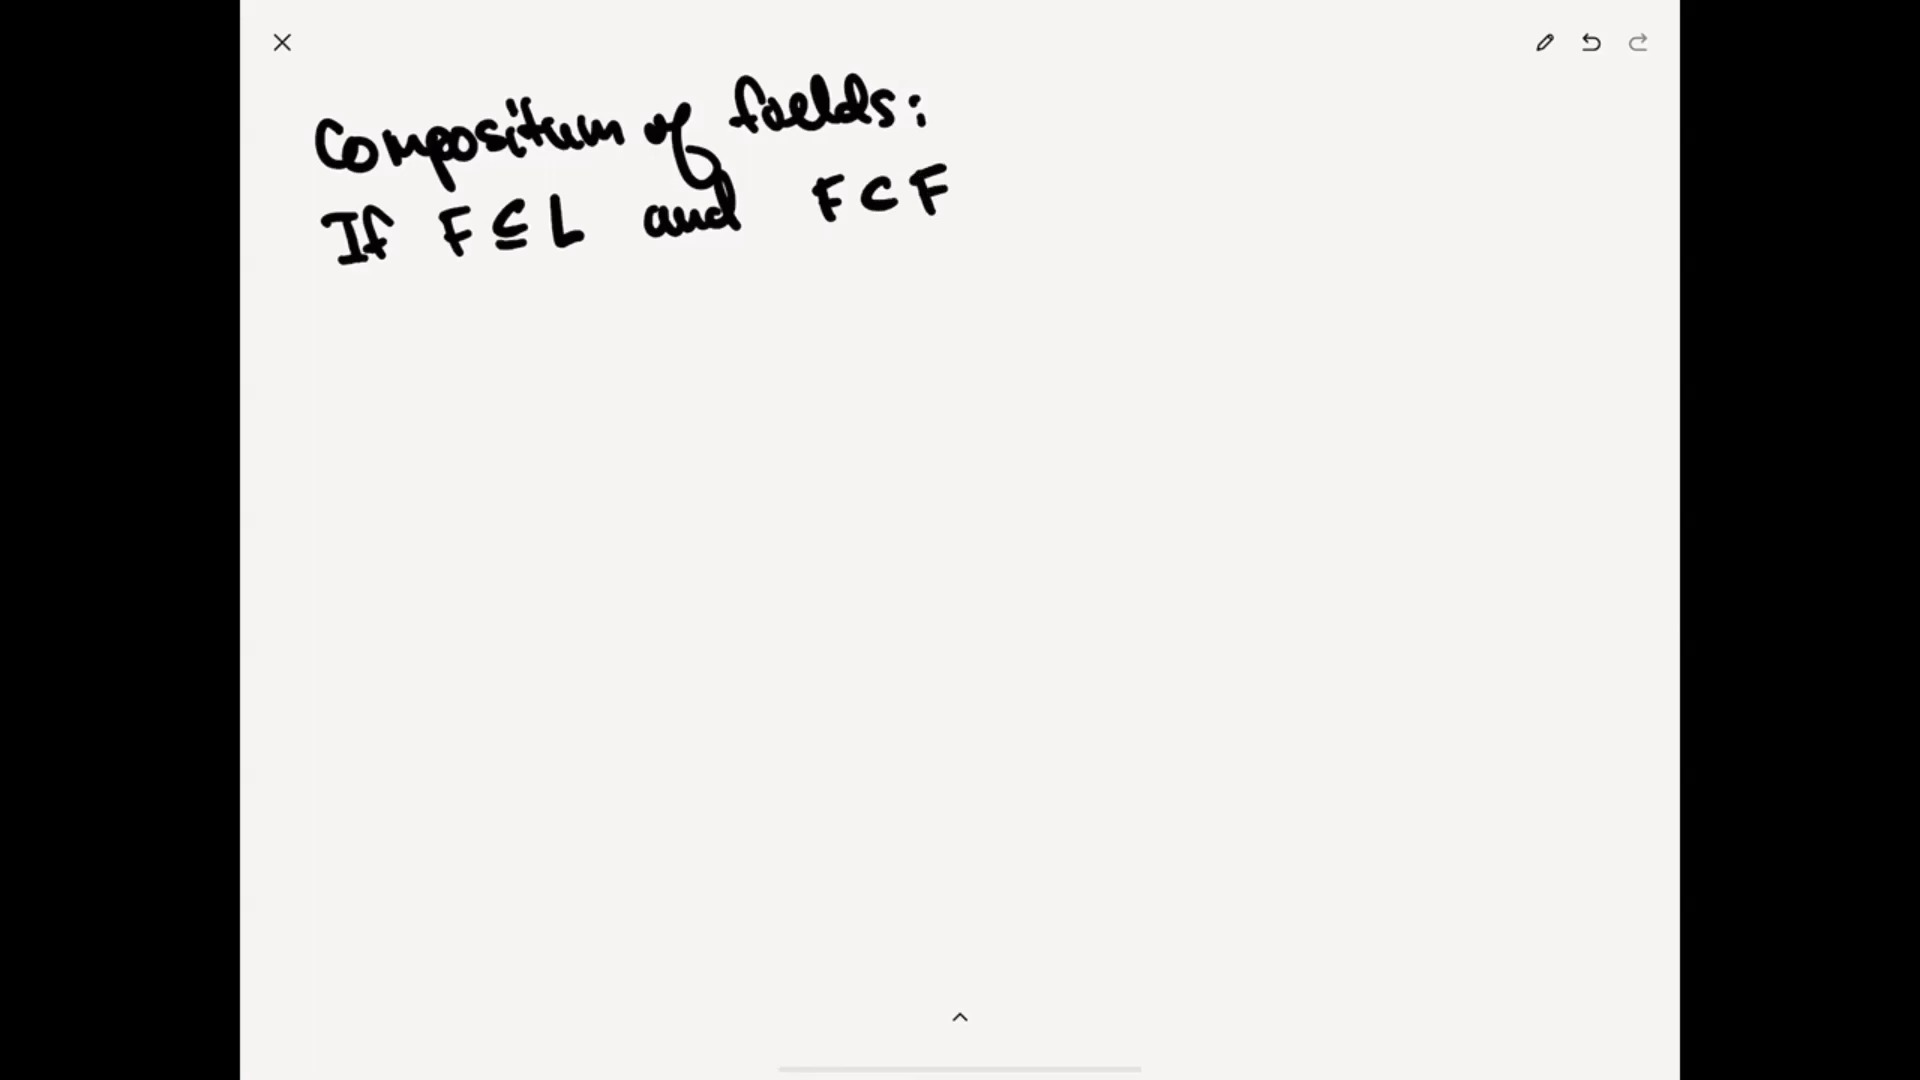 Compositum of fields:
If F ⊆ L and F ⊂ F